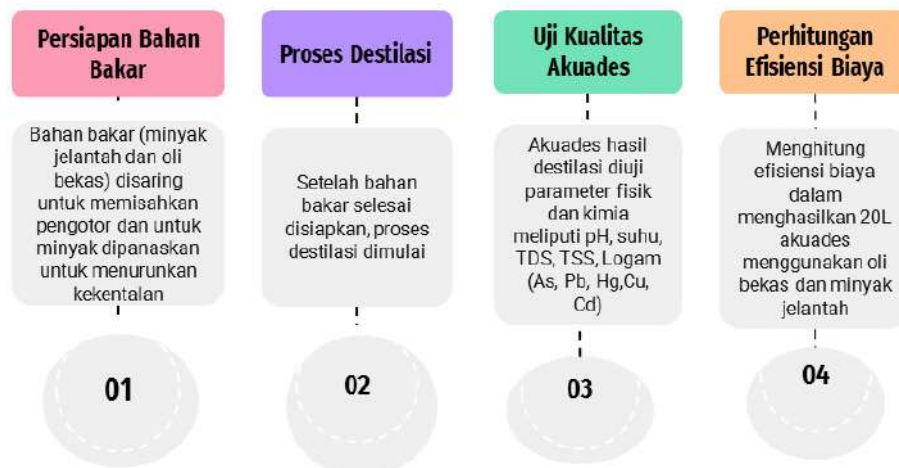 Persiapan Bahan
Bakar
Bahan bakar (minyak
jelantah dan oli
bekas) disaring
untuk memisahkan
pengotor dan untuk
minyak dipanaskan
untuk menurunkan
kekentalan
01
Proses Destilasi
Setelah bahan
bakar selesai
disiapkan, proses
destilasi dimulai
02
Uji Kualitas
Akuades
Akuades hasil
destilasi diuji
parameter fisik
dan kimia
meliputi pH, suhu,
TDS, TSS, Logam
(As, Pb, Hg,Cu,
Cd)
03
Perhitungan
Efisiensi Biaya
Menghitung
efisiensi biaya
dalam
menghasilkan 20L
akuades
menggunakan oli
bekas dan minyak
jelantah
04